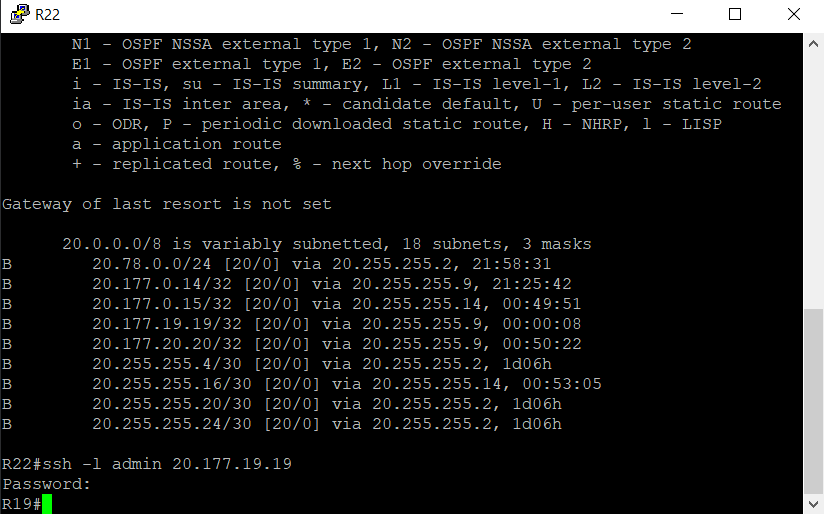 R22
N1 - OSPF NSSA external type 1, N2 - OSPF NSSA external type 2
E1 - OSPF external type 1, E2 - OSPF external type 2
i - IS-IS, su - IS-IS summary, L1 - IS-IS level-1, L2 - IS-IS level-2
ia - IS-IS inter area, * - candidate default, U - per-user static route
o - ODR, P - periodic downloaded static route, H - NHRP, l - LISP
a - application route
+ - replicated route, % - next hop override
Gateway of last resort is not set
20.0.0.0/8 is variably subnetted, 18 subnets, 3 masks
B 20.78.0.0/24 [20/0] via 20.255.255.2, 21:58:31
B 20.177.0.14/32 [20/0] via 20.255.255.9, 21:25:42
B 20.177.0.15/32 [20/0] via 20.255.255.14, 00:49:51
B 20.177.19.19/32 [20/0] via 20.255.255.9, 00:00:08
B 20.177.20.20/32 [20/0] via 20.255.255.9, 00:50:22
B 20.255.255.4/30 [20/0] via 20.255.255.2, 1d06h
B 20.255.255.16/30 [20/0] via 20.255.255.14, 00:53:05
B 20.255.255.20/30 [20/0] via 20.255.255.2, 1d06h
B 20.255.255.24/30 [20/0] via 20.255.255.2, 1d06h
R22#ssh -l admin 20.177.19.19
Password:
R19#